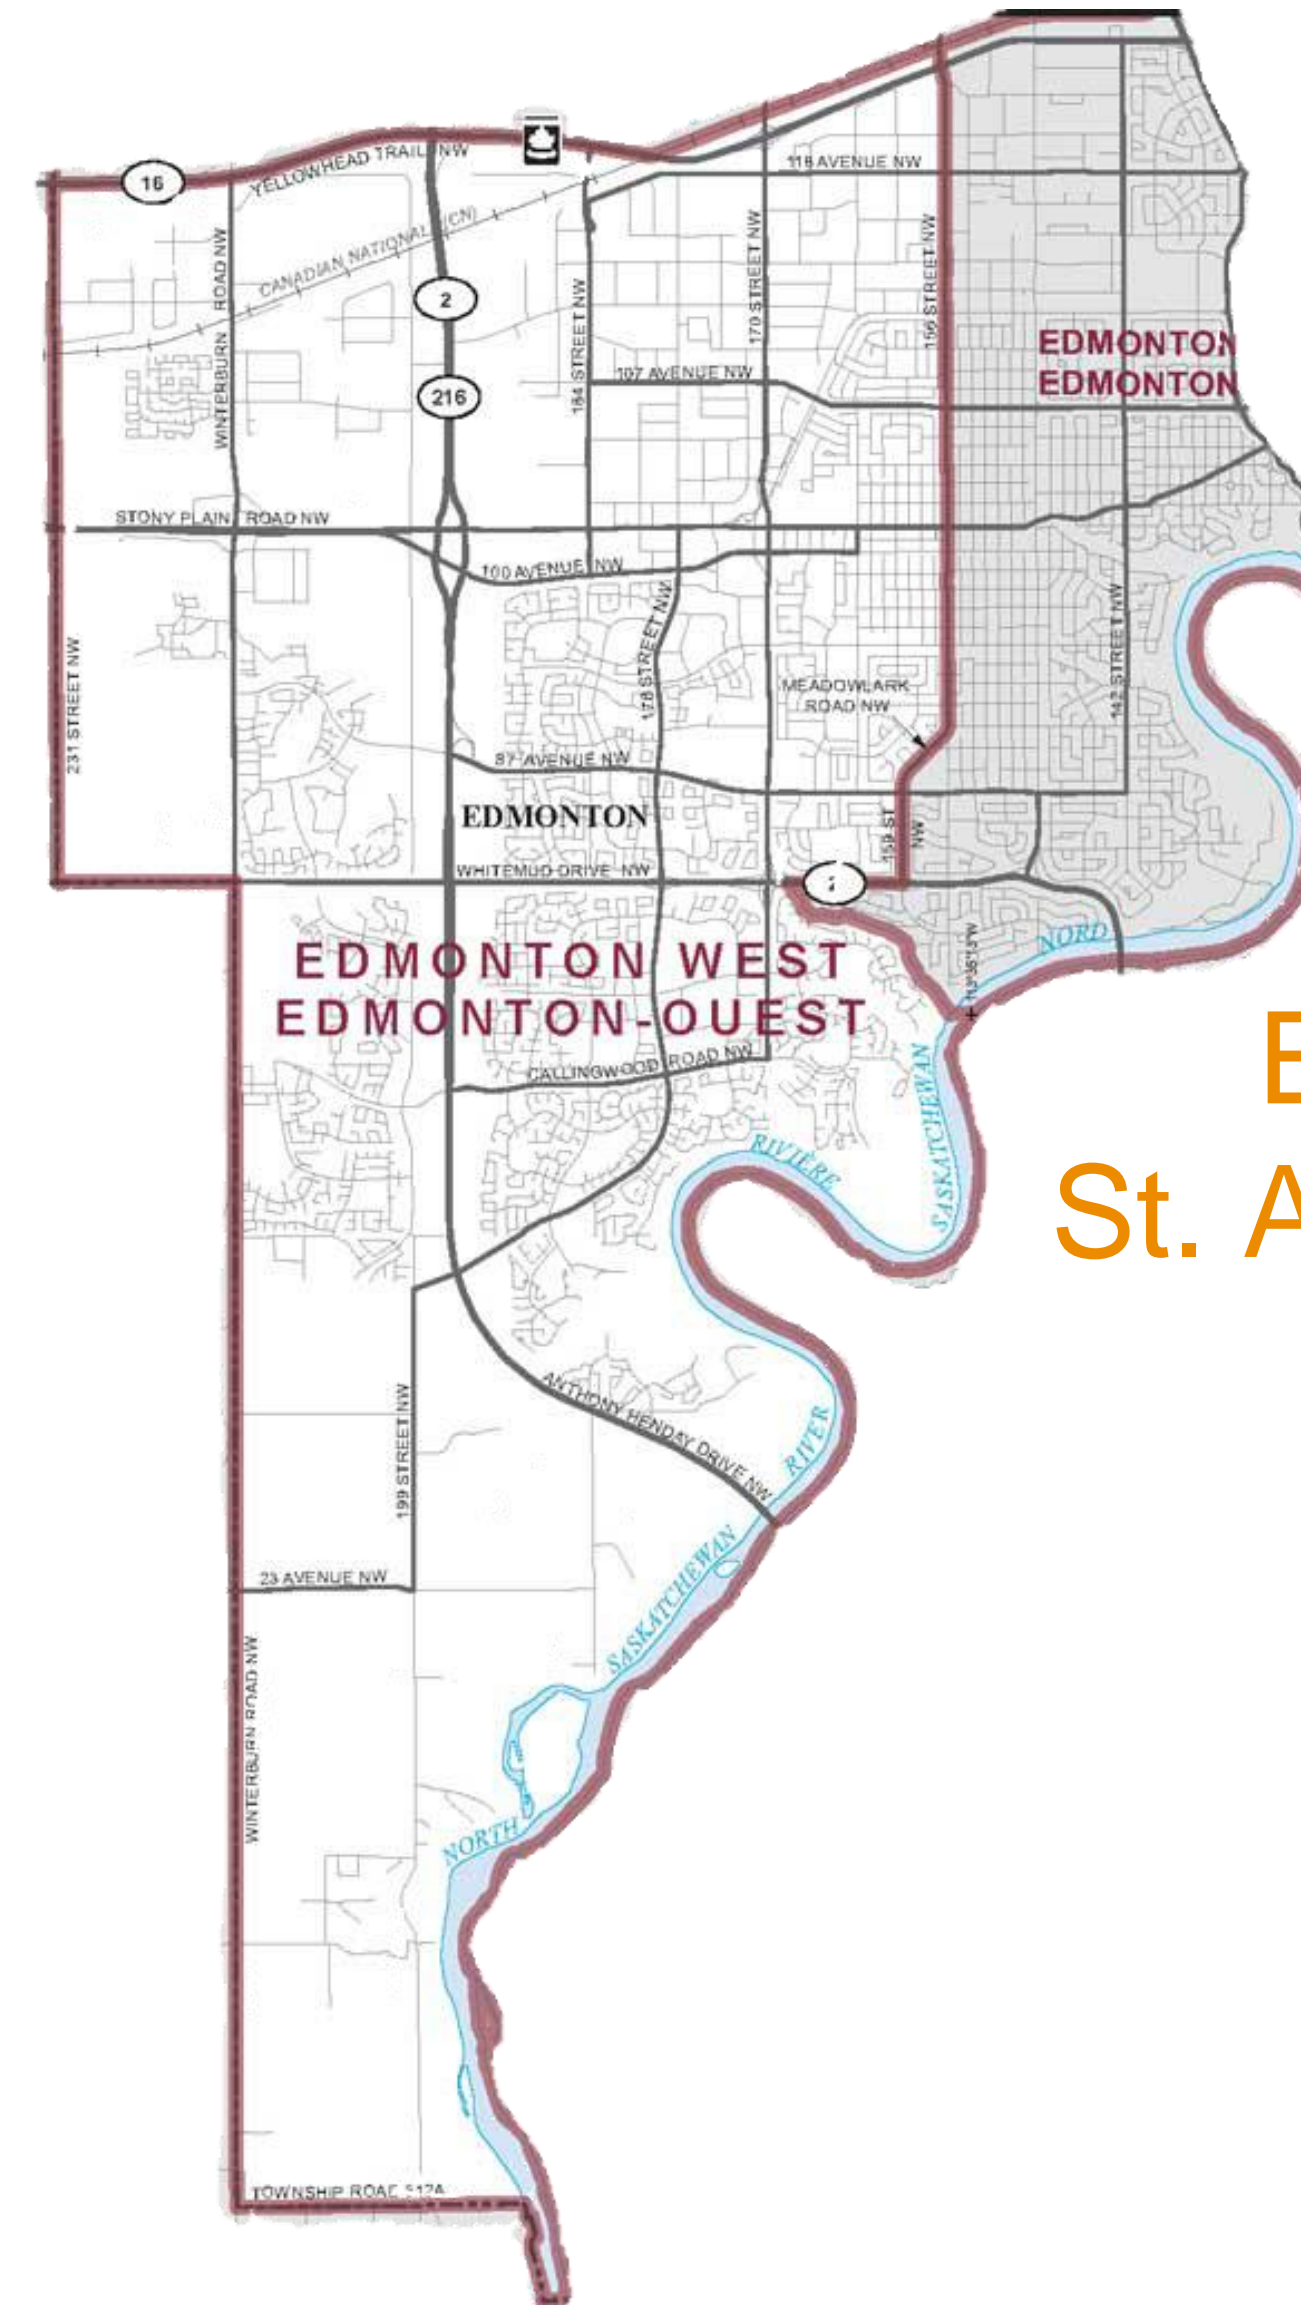 16
YELLOWHEAD TRAIL NW
118 AVENUE NW
CANADIAN NATIONAL (CN)
WINTERBURN ROAD NW
2
184 STREET NW
170 STREET NW
156 STREET NW
EDMONTON
EDMONTON
107 AVENUE NW
216
STONY PLAIN ROAD NW
100 AVENUE NW
178 STREET NW
142 STREET NW
231 STREET NW
MEADOWLARK
ROAD NW
87 AVENUE NW
EDMONTON
159 ST
NW
WHITEMUD DRIVE NW
EDMONTON WEST
EDMONTON-OUEST
NORD
CALLINGWOOD ROAD NW
SASKATCHEWAN
RIVIÈRE
E
St. A
ANTHONY HENDAY DRIVE NW
RIVER
199 STREET NW
23 AVENUE NW
SASKATCHEWAN
WINTERBURN ROAD NW
NORTH
TOWNSHIP ROAD